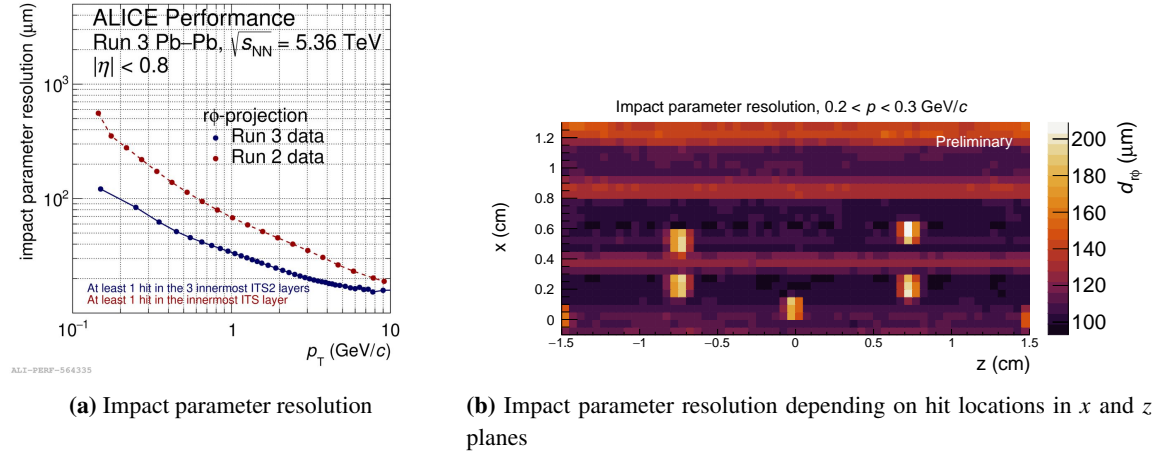 ALICE Performance
Run 3 Pb–Pb, √sNN = 5.36 TeV
|η| < 0.8
impact parameter resolution (μm)
10³
10²
rφ-projection
Run 3 data
Run 2 data
At least 1 hit in the 3 innermost ITS2 layers
At least 1 hit in the innermost ITS layer
10⁻¹ 1 10
pT (GeV/c)
ALI-PERF-564335
(a) Impact parameter resolution
Impact parameter resolution, 0.2 < p < 0.3 GeV/c
Preliminary
x (cm)
1.2
1
0.8
0.6
0.4
0.2
0
−1.5 −1 −0.5 0 0.5 1 1.5
z (cm)
200
180
160
140
120
100
drφ (μm)
(b) Impact parameter resolution depending on hit locations in x and z
planes